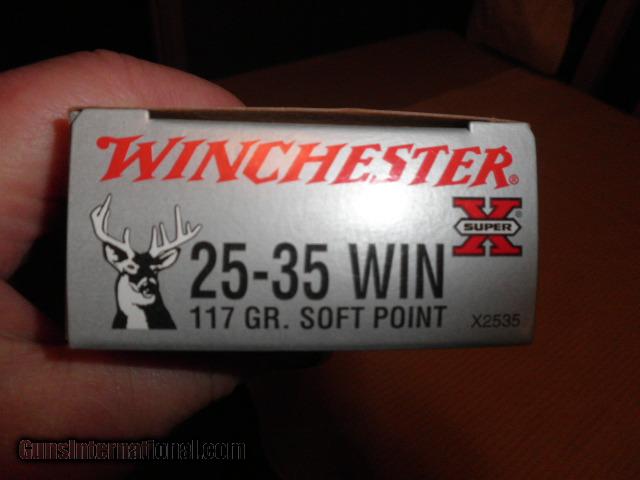 WINCHESTER®
X®
SUPER
25-35 WIN
117 GR. SOFT POINT
X2535
GunsInternational.com